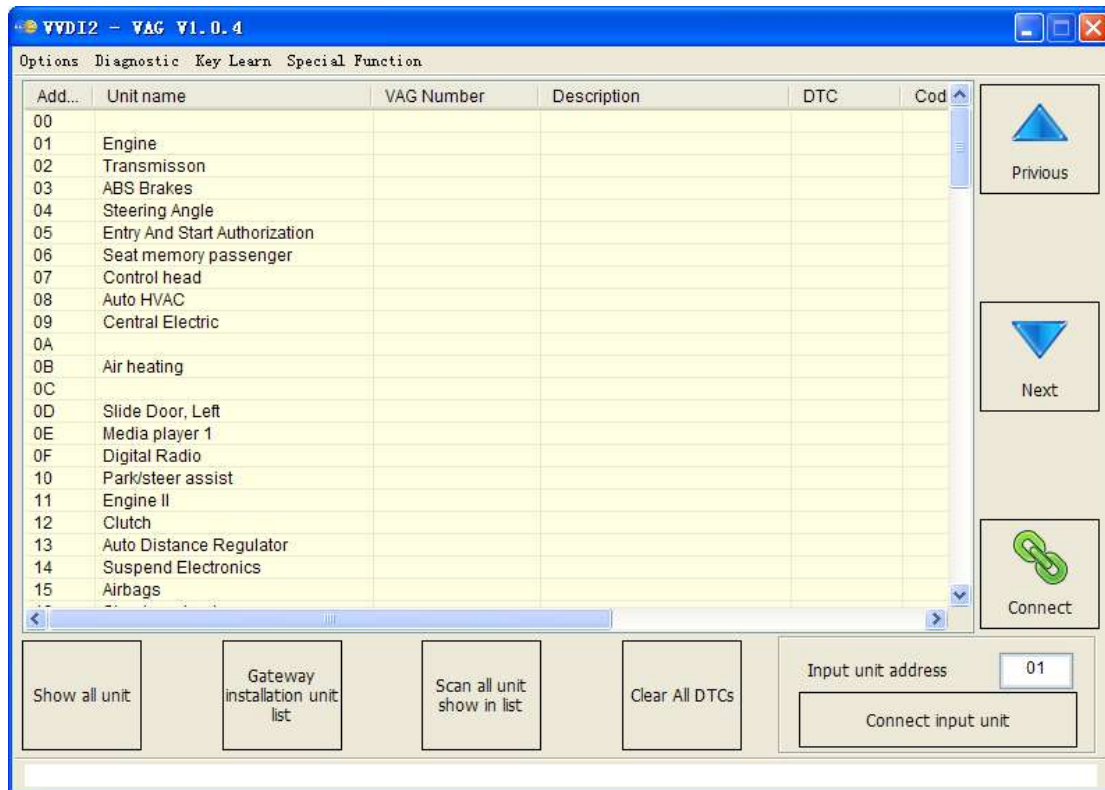 VVDI2 - VAG V1.0.4
Options Diagnostic Key Learn Special Function
Add... Unit name VAG Number Description DTC Cod
00
01 Engine
02 Transmisson
03 ABS Brakes
04 Steering Angle
05 Entry And Start Authorization
06 Seat memory passenger
07 Control head
08 Auto HVAC
09 Central Electric
0A
0B Air heating
0C
0D Slide Door, Left
0E Media player 1
0F Digital Radio
10 Park/steer assist
11 Engine II
12 Clutch
13 Auto Distance Regulator
14 Suspend Electronics
15 Airbags
Privious
Next
Connect
Show all unit
Gateway
installation unit
list
Scan all unit
show in list
Clear All DTCs
Input unit address 01
Connect input unit